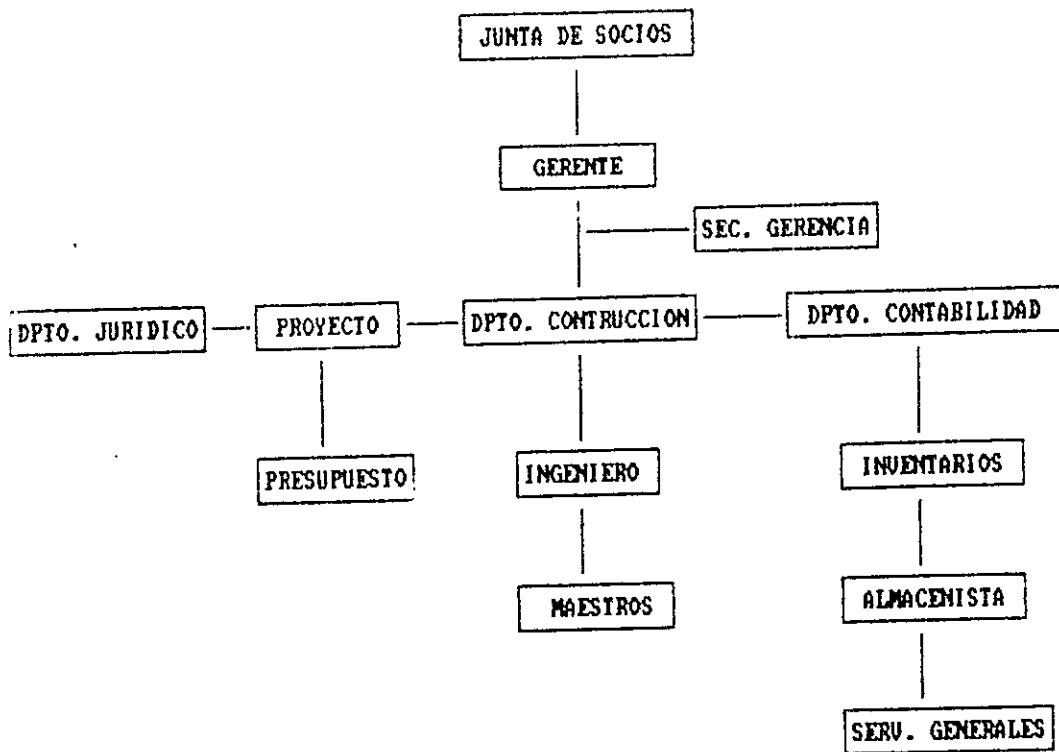 JUNTA DE SOCIOS
GERENTE
SEC. GERENCIA
DPTO. JURIDICO
PROYECTO
DPTO. CONTRUCCION
DPTO. CONTABILIDAD
PRESUPUESTO
INGENIERO
INVENTARIOS
MAESTROS
ALMACENISTA
SERV. GENERALES